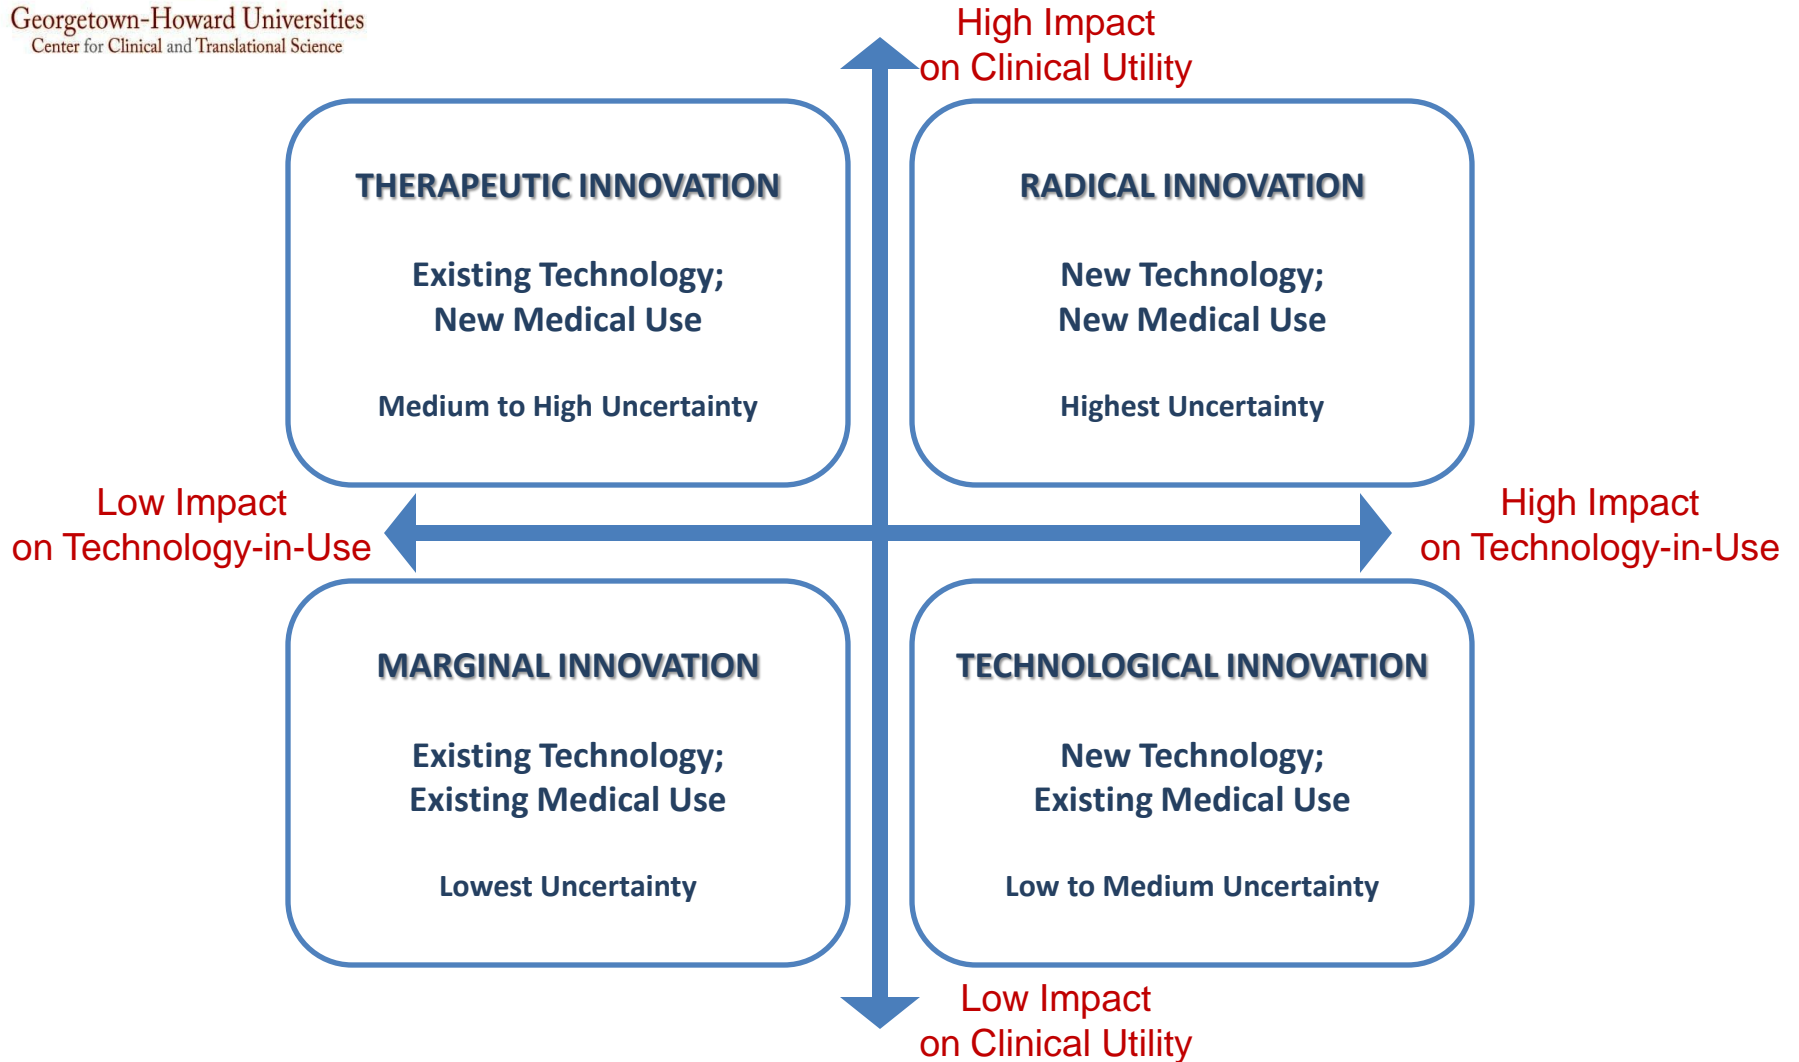 Georgetown-Howard Universities
Center for Clinical and Translational Science
High Impact
on Clinical Utility
THERAPEUTIC INNOVATION
Existing Technology;
New Medical Use
Medium to High Uncertainty
RADICAL INNOVATION
New Technology;
New Medical Use
Highest Uncertainty
Low Impact
on Technology-in-Use
High Impact
on Technology-in-Use
MARGINAL INNOVATION
Existing Technology;
Existing Medical Use
Lowest Uncertainty
TECHNOLOGICAL INNOVATION
New Technology;
Existing Medical Use
Low to Medium Uncertainty
Low Impact
on Clinical Utility